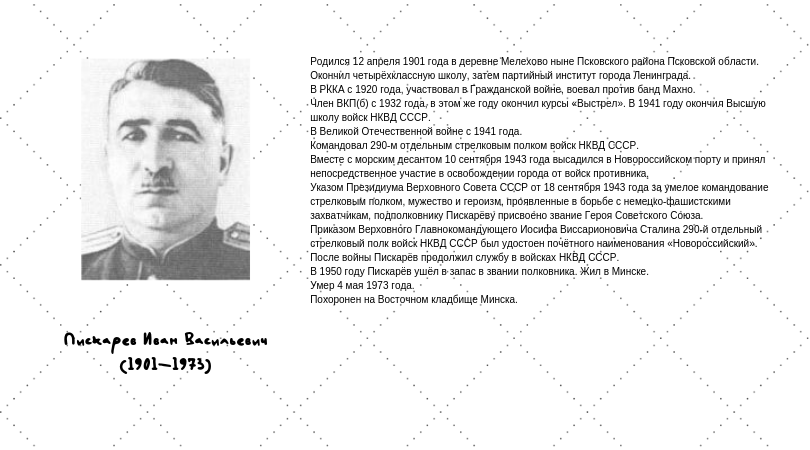 Родился 12 апреля 1901 года в деревне Мелехово ныне Псковского района Псковской области.
Окончил четырёхклассную школу, затем партийный институт города Ленинграда.
В РККА с 1920 года, участвовал в Гражданской войне, воевал против банд Махно.
Член ВКП(б) с 1932 года, в этом же году окончил курсы «Выстрел». В 1941 году окончил Высшую
школу войск НКВД СССР.
В Великой Отечественной войне с 1941 года.
Командовал 290-м отдельным стрелковым полком войск НКВД СССР.
Вместе с морским десантом 10 сентября 1943 года высадился в Новороссийском порту и принял
непосредственное участие в освобождении города от войск противника,
Указом Президиума Верховного Совета СССР от 18 сентября 1943 года за умелое командование
стрелковым полком, мужество и героизм, проявленные в борьбе с немецко-фашистскими
захватчикам, подполковнику Пискарёву присвоено звание Героя Советского Союза.
Приказом Верховного Главнокомандующего Иосифа Виссарионовича Сталина 290-й отдельный
стрелковый полк войск НКВД СССР был удостоен почётного наименования «Новороссийский».
После войны Пискарёв продолжил службу в войсках НКВД СССР.
В 1950 году Пискарёв ушёл в запас в звании полковника. Жил в Минске.
Умер 4 мая 1973 года.
Похоронен на Восточном кладбище Минска.
Пискарев Иван Васильевич
(1901—1973)